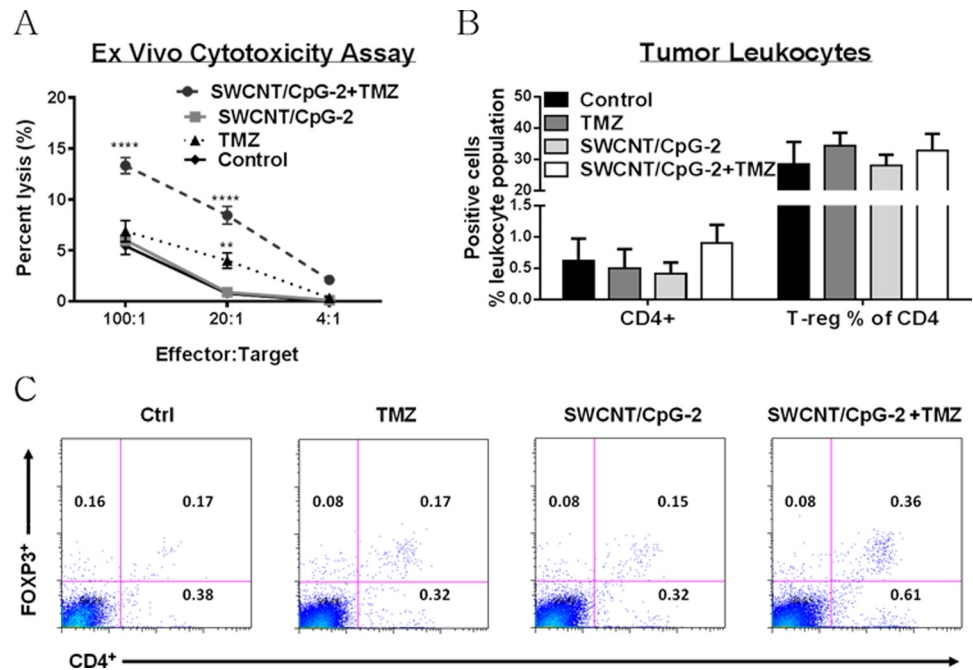 A
Ex Vivo Cytotoxicity Assay
SWCNT/CpG-2+TMZ
SWCNT/CpG-2
TMZ
Control
Percent lysis (%)
20
15
10
5
0
****
****
**
100:1
20:1
4:1
Effector:Target
B
Tumor Leukocytes
Control
TMZ
SWCNT/CpG-2
SWCNT/CpG-2+TMZ
Positive cells
% leukocyte population
50
40
30
20
1.5
1.0
0.5
0.0
CD4+
T-reg % of CD4
C
Ctrl
TMZ
SWCNT/CpG-2
SWCNT/CpG-2 +TMZ
FOXP3+
0.16
0.17
0.38
0.08
0.17
0.32
0.08
0.15
0.32
0.08
0.36
0.61
CD4+